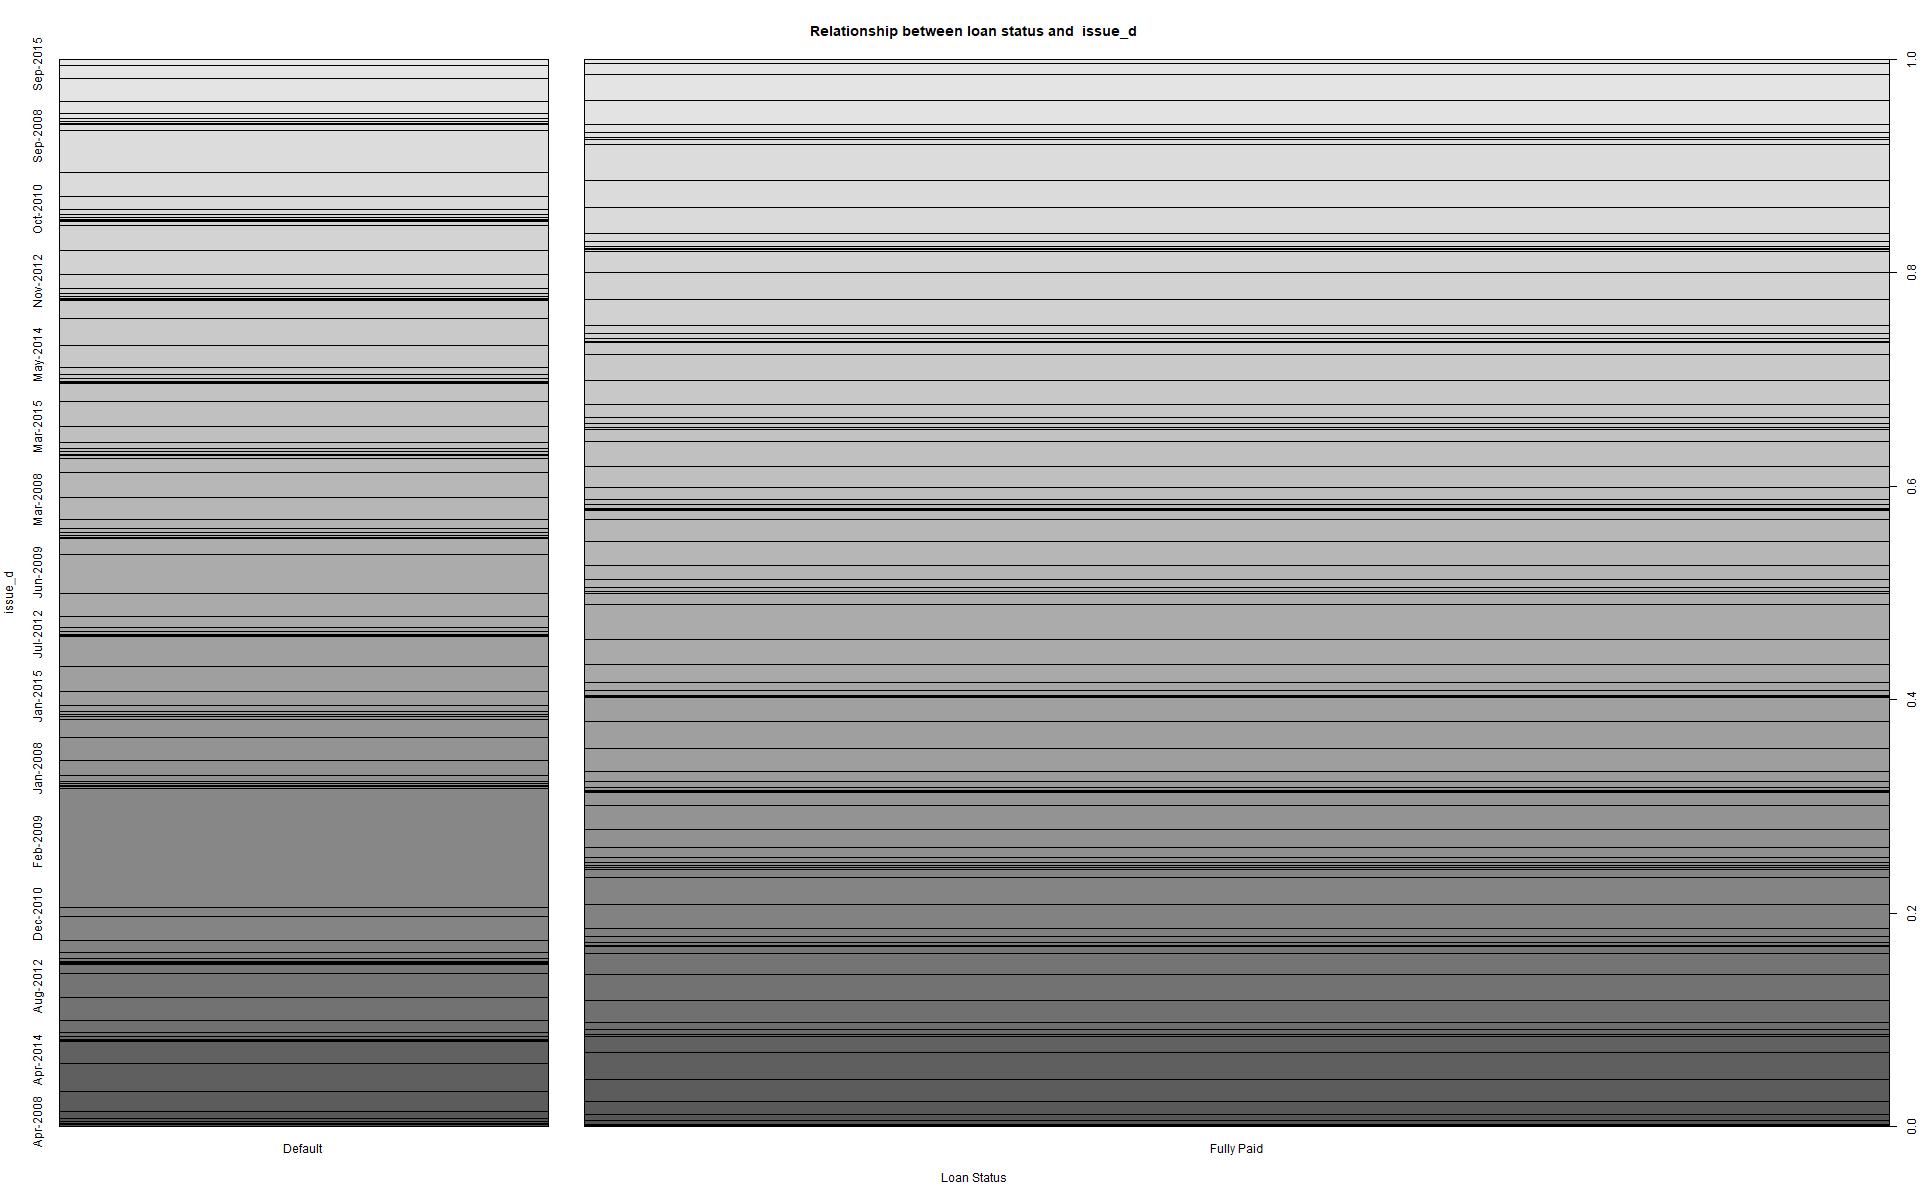 Relationship between loan status and issue_d
Sep-2015
Sep-2008
Oct-2010
Nov-2012
May-2014
Mar-2015
Mar-2008
Jun-2009
Jul-2012
Jan-2015
Jan-2008
Feb-2009
Dec-2010
Aug-2012
Apr-2014
Apr-2008
issue_d
1.0
0.8
0.6
0.4
0.2
0.0
Default
Fully Paid
Loan Status